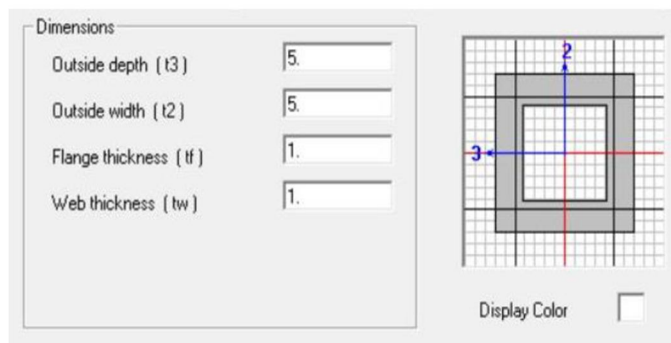 Dimensions
Outside depth ( t3 ) 5.
Outside width ( t2 ) 5.
Flange thickness ( tf ) 1.
Web thickness ( tw ) 1.
2
3
Display Color